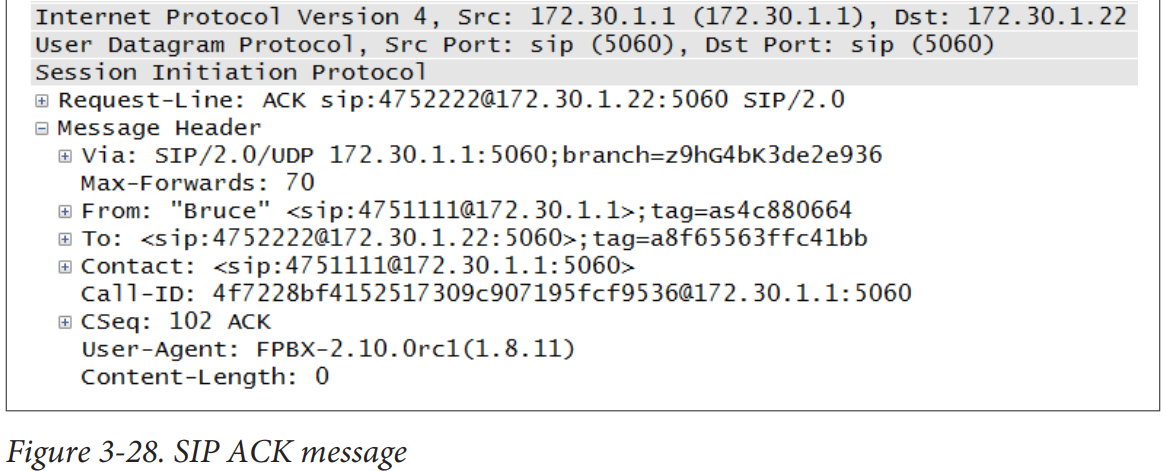 Internet Protocol Version 4, Src: 172.30.1.1 (172.30.1.1), Dst: 172.30.1.22
User Datagram Protocol, Src Port: sip (5060), Dst Port: sip (5060)
Session Initiation Protocol
Request-Line: ACK sip:4752222@172.30.1.22:5060 SIP/2.0
Message Header
Via: SIP/2.0/UDP 172.30.1.1:5060;branch=z9hG4bK3de2e936
Max-Forwards: 70
From: "Bruce" <sip:4751111@172.30.1.1>;tag=as4c880664
To: <sip:4752222@172.30.1.22:5060>;tag=a8f65563ffc41bb
Contact: <sip:4751111@172.30.1.1:5060>
Call-ID: 4f7228bf4152517309c907195fcf9536@172.30.1.1:5060
CSeq: 102 ACK
User-Agent: FPBX-2.10.0rc1(1.8.11)
Content-Length: 0
Figure 3-28. SIP ACK message